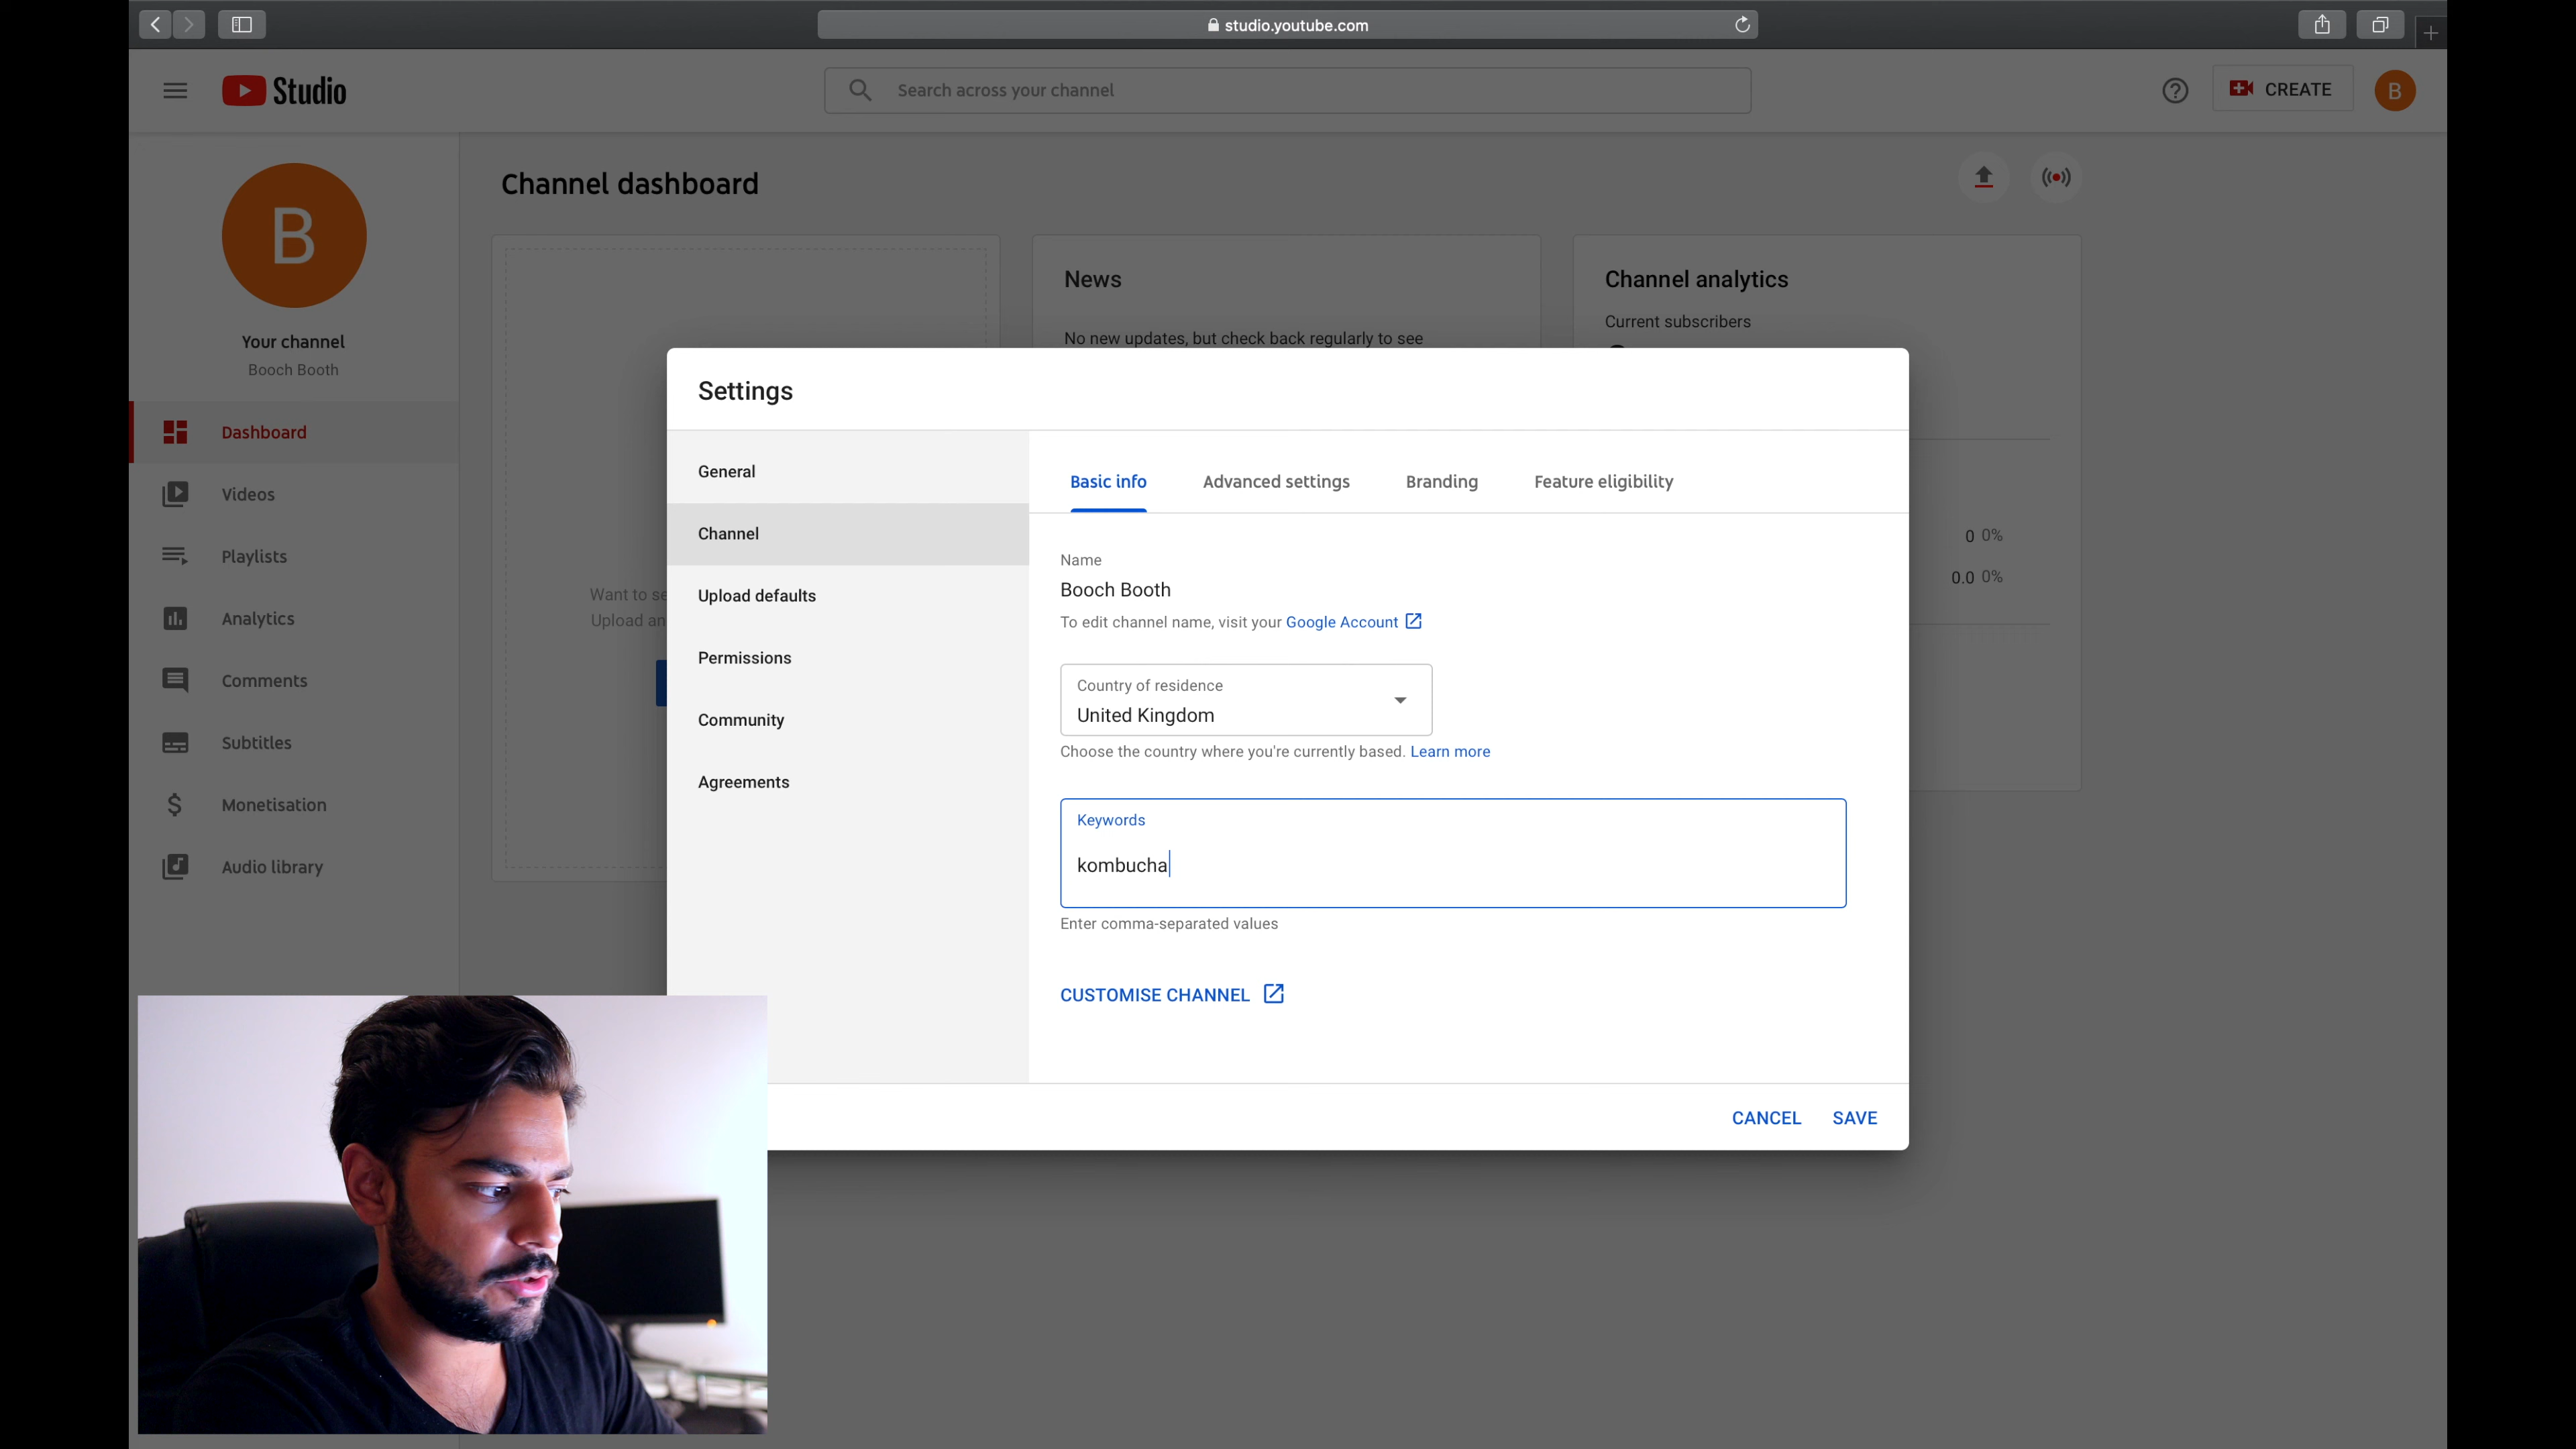 studio.youtube.com
Studio
Search across your channel
CREATE
B
B
Your channel
Booch Booth
Dashboard
Videos
Playlists
Analytics
Comments
Subtitles
Monetisation
Audio library
Channel dashboard
Want to
Upload
News
No new updates, but check back regularly to see
Channel analytics
Current subscribers
0 0%
0.0 0%
Settings
General
Channel
Upload defaults
Permissions
Community
Agreements
Basic info
Advanced settings
Branding
Feature eligibility
Name
Booch Booth
To edit channel name, visit your Google Account
Country of residence
United Kingdom
Choose the country where you're currently based. Learn more
Keywords
kombucha
Enter comma-separated values
CUSTOMISE CHANNEL
CANCEL
SAVE